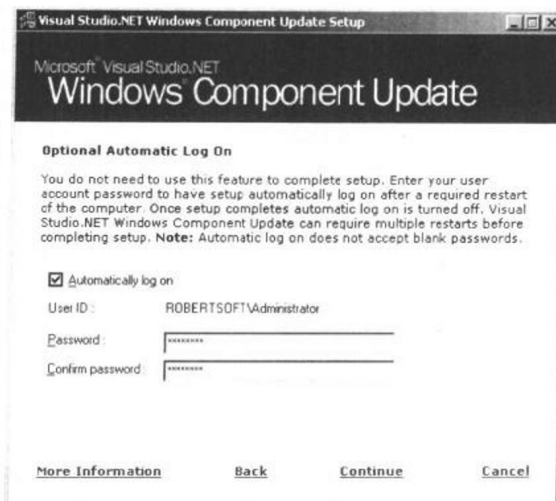 Visual Studio.NET Windows Component Update Setup
Microsoft® Visual Studio.NET
Windows® Component Update
Optional Automatic Log On
You do not need to use this feature to complete setup. Enter your user
account password to have setup automatically log on after a required restart
of the computer. Once setup completes automatic log on is turned off. Visual
Studio.NET Windows Component Update can require multiple restarts before
completing setup. Note: Automatic log on does not accept blank passwords.
Automatically log on
User ID : ROBERTSOFT\Administrator
Password : ********
Confirm password ********
More Information Back Continue Cancel